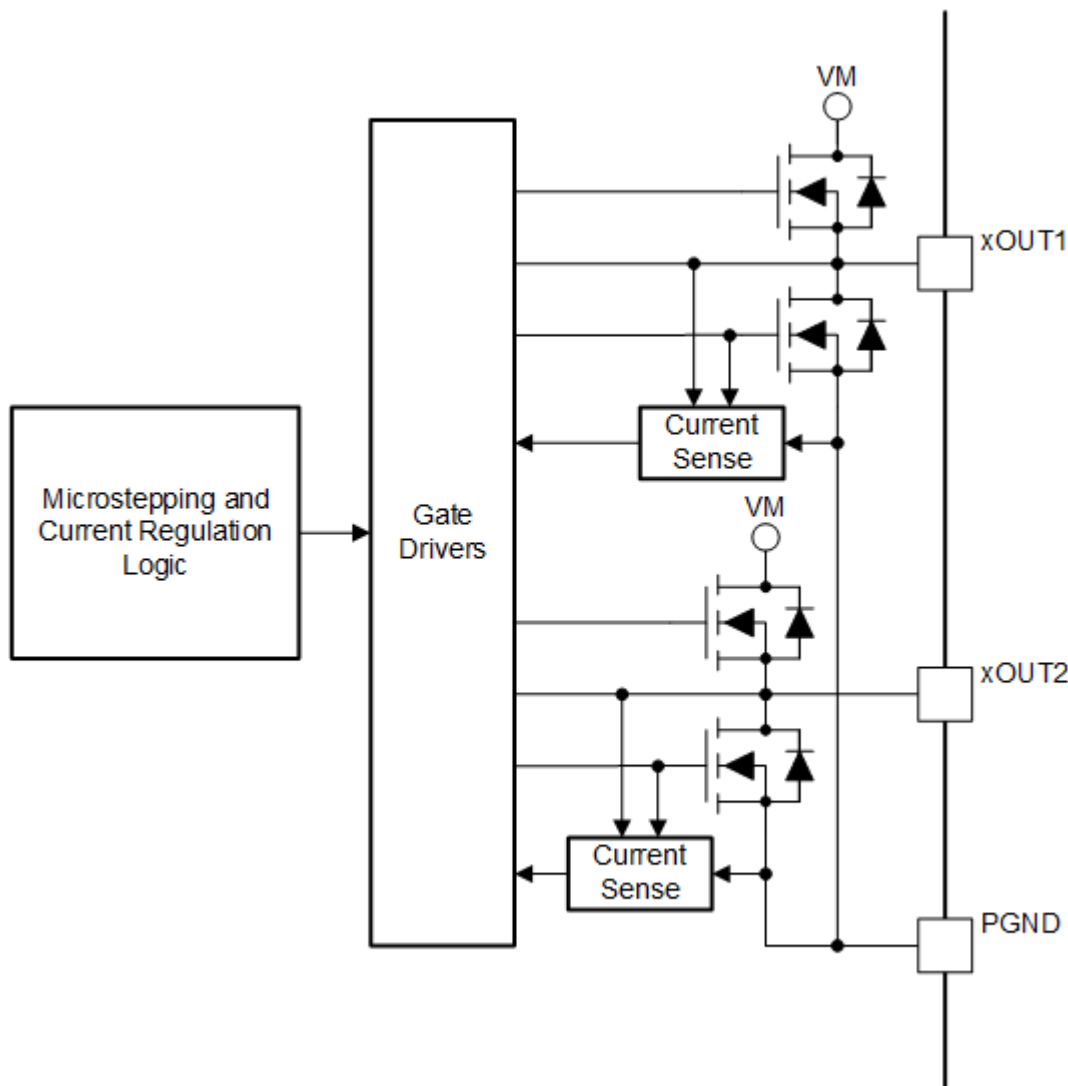 VM
xOUT1
Current
Sense
Microstepping and
Current Regulation
Logic
Gate
Drivers
VM
xOUT2
Current
Sense
PGND